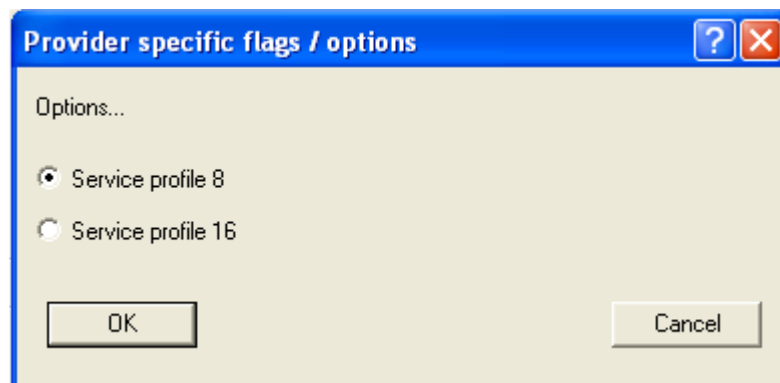 Provider specific flags / options
?
Options...
Service profile 8
Service profile 16
OK
Cancel